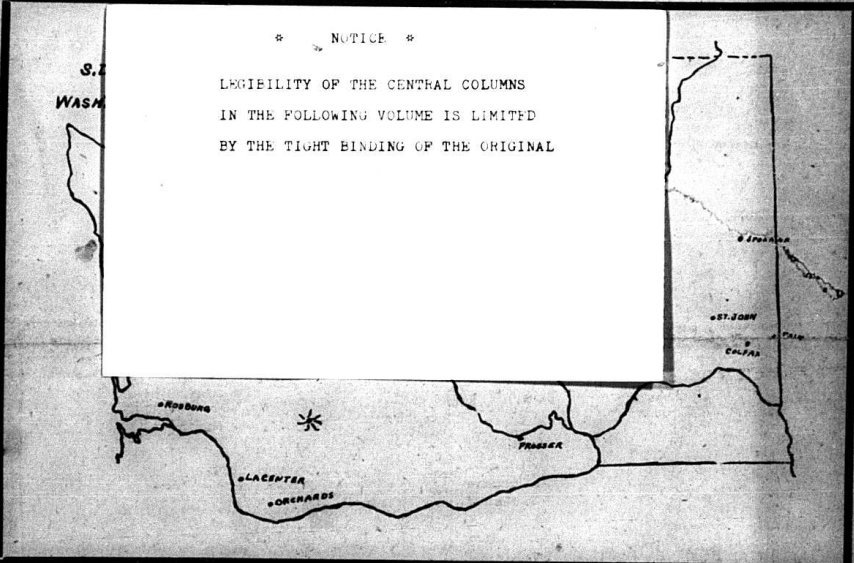 * NOTICE *
LEGIBILITY OF THE CENTRAL COLUMNS
IN THE FOLLOWING VOLUME IS LIMITED
BY THE TIGHT BINDING OF THE ORIGINAL
WASH
ST. JOHN
COLFAX
ROSBURG
PROSSER
LACENTER
ORCHARDS